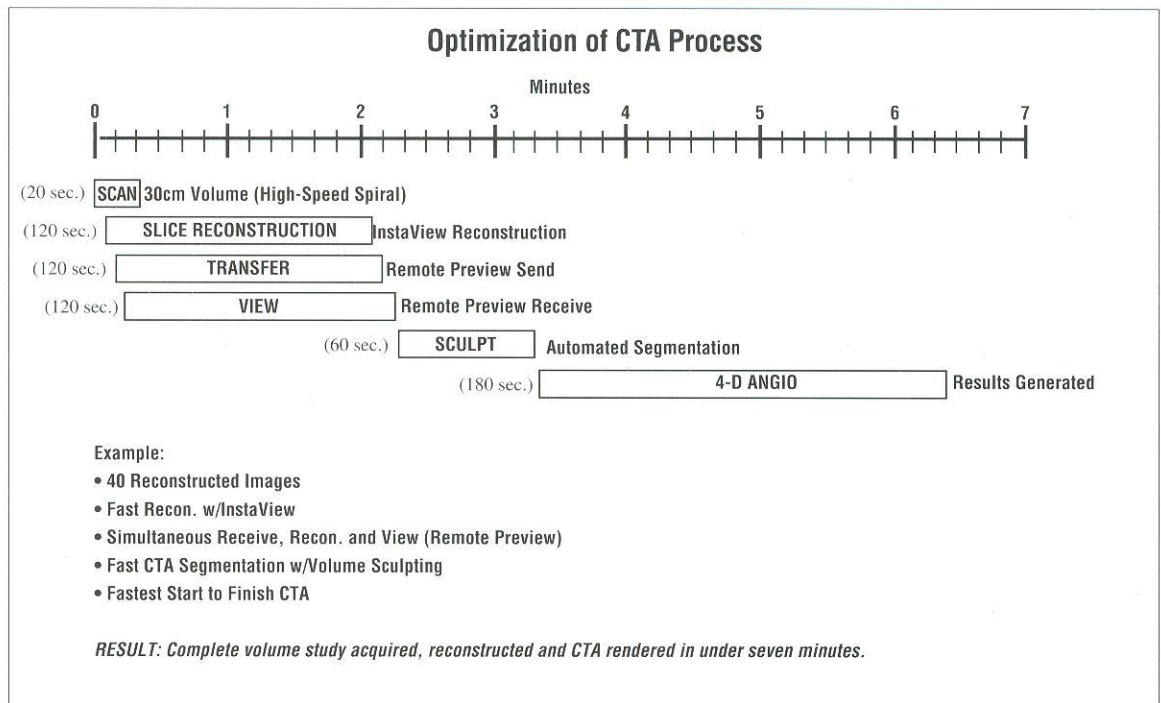 Optimization of CTA Process
Minutes
0 1 2 3 4 5 6 7
(20 sec.) SCAN 30cm Volume (High-Speed Spiral)
(120 sec.) SLICE RECONSTRUCTION InstaView Reconstruction
(120 sec.) TRANSFER Remote Preview Send
(120 sec.) VIEW Remote Preview Receive
(60 sec.) SCULPT Automated Segmentation
(180 sec.) 4-D ANGIO Results Generated
Example:
• 40 Reconstructed Images
• Fast Recon. w/InstaView
• Simultaneous Receive, Recon. and View (Remote Preview)
• Fast CTA Segmentation w/Volume Sculpting
• Fastest Start to Finish CTA
RESULT: Complete volume study acquired, reconstructed and CTA rendered in under seven minutes.